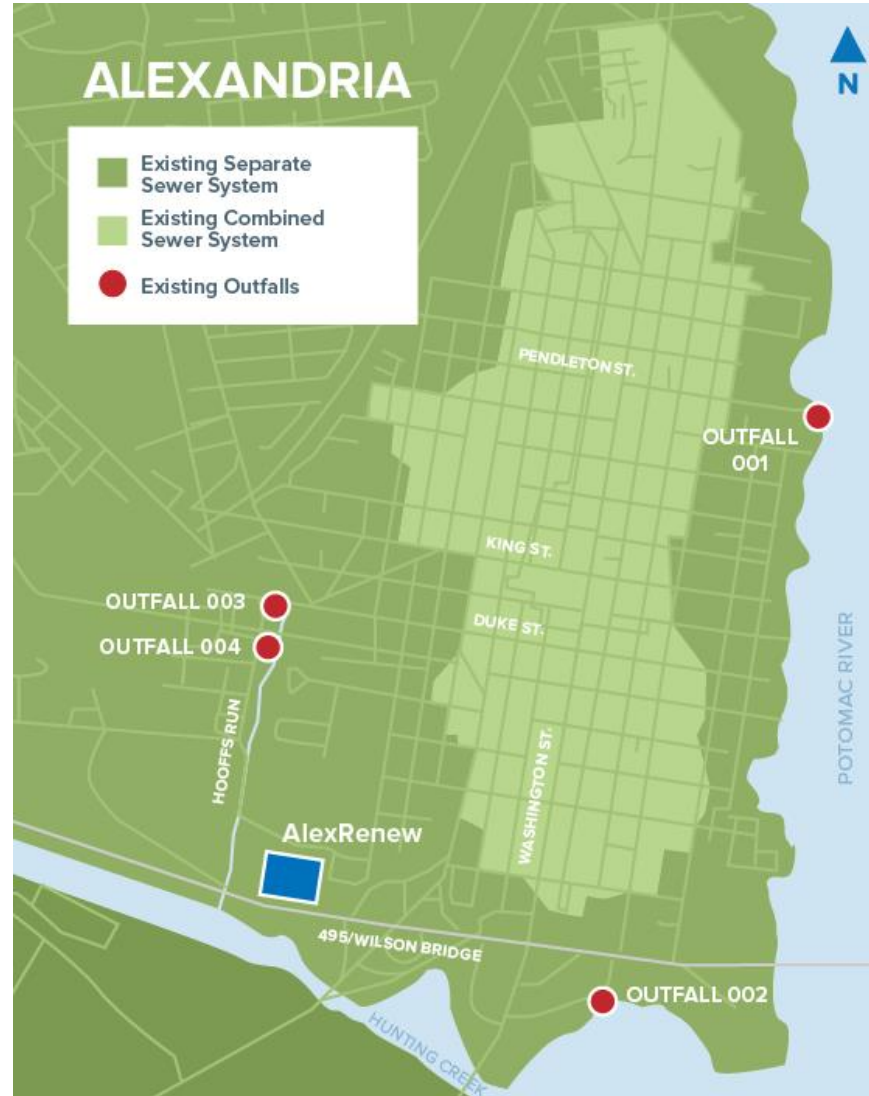 ALEXANDRIA
N
Existing Separate
Sewer System
Existing Combined
Sewer System
Existing Outfalls
PENDLETON ST.
OUTFALL
001
KING ST.
OUTFALL 003
DUKE ST.
OUTFALL 004
POTOMAC RIVER
HOOFFS RUN
WASHINGTON ST.
AlexRenew
495/WILSON BRIDGE
OUTFALL 002
HUNTING CREEK